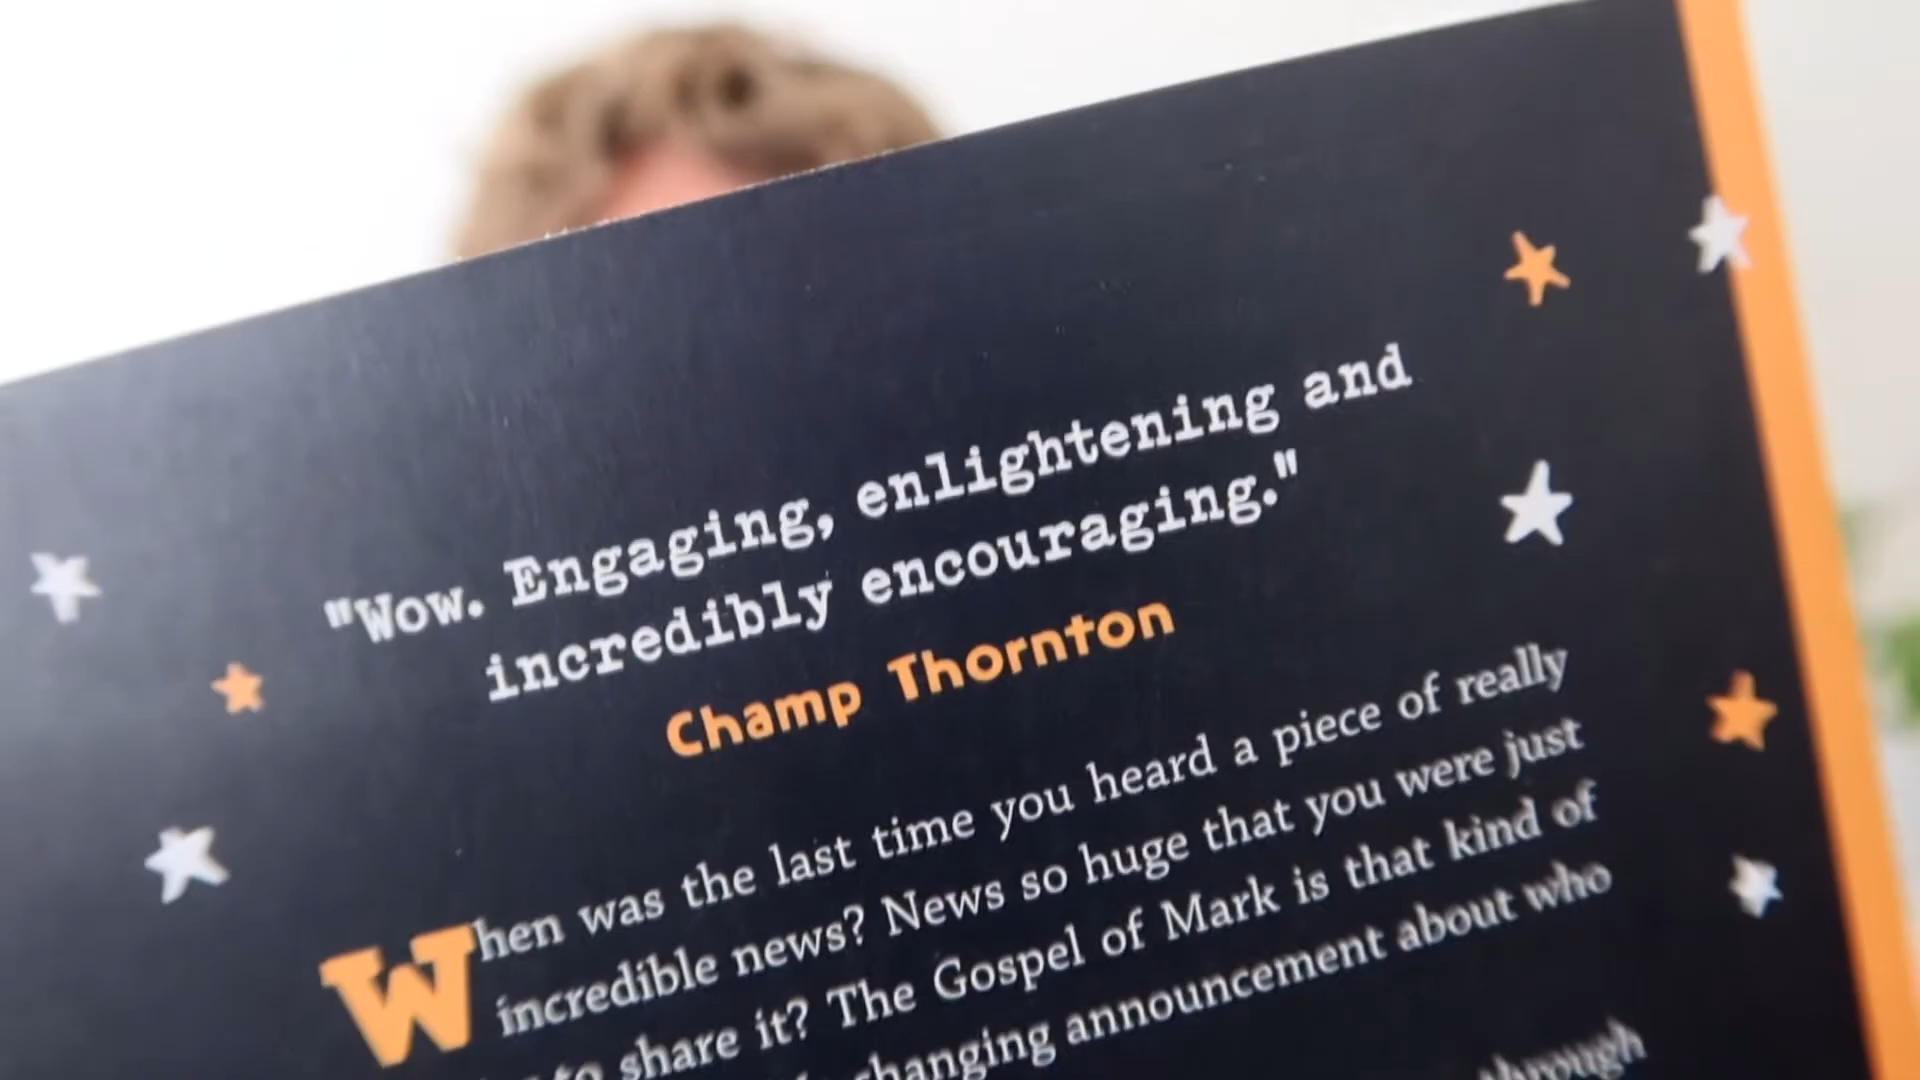 "Wow. Engaging, enlightening and
incredibly encouraging."
Champ Thornton
When was the last time you heard a piece of really
incredible news? News so huge that you were just
to share it? The Gospel of Mark is that kind of
changing announcement about who
through